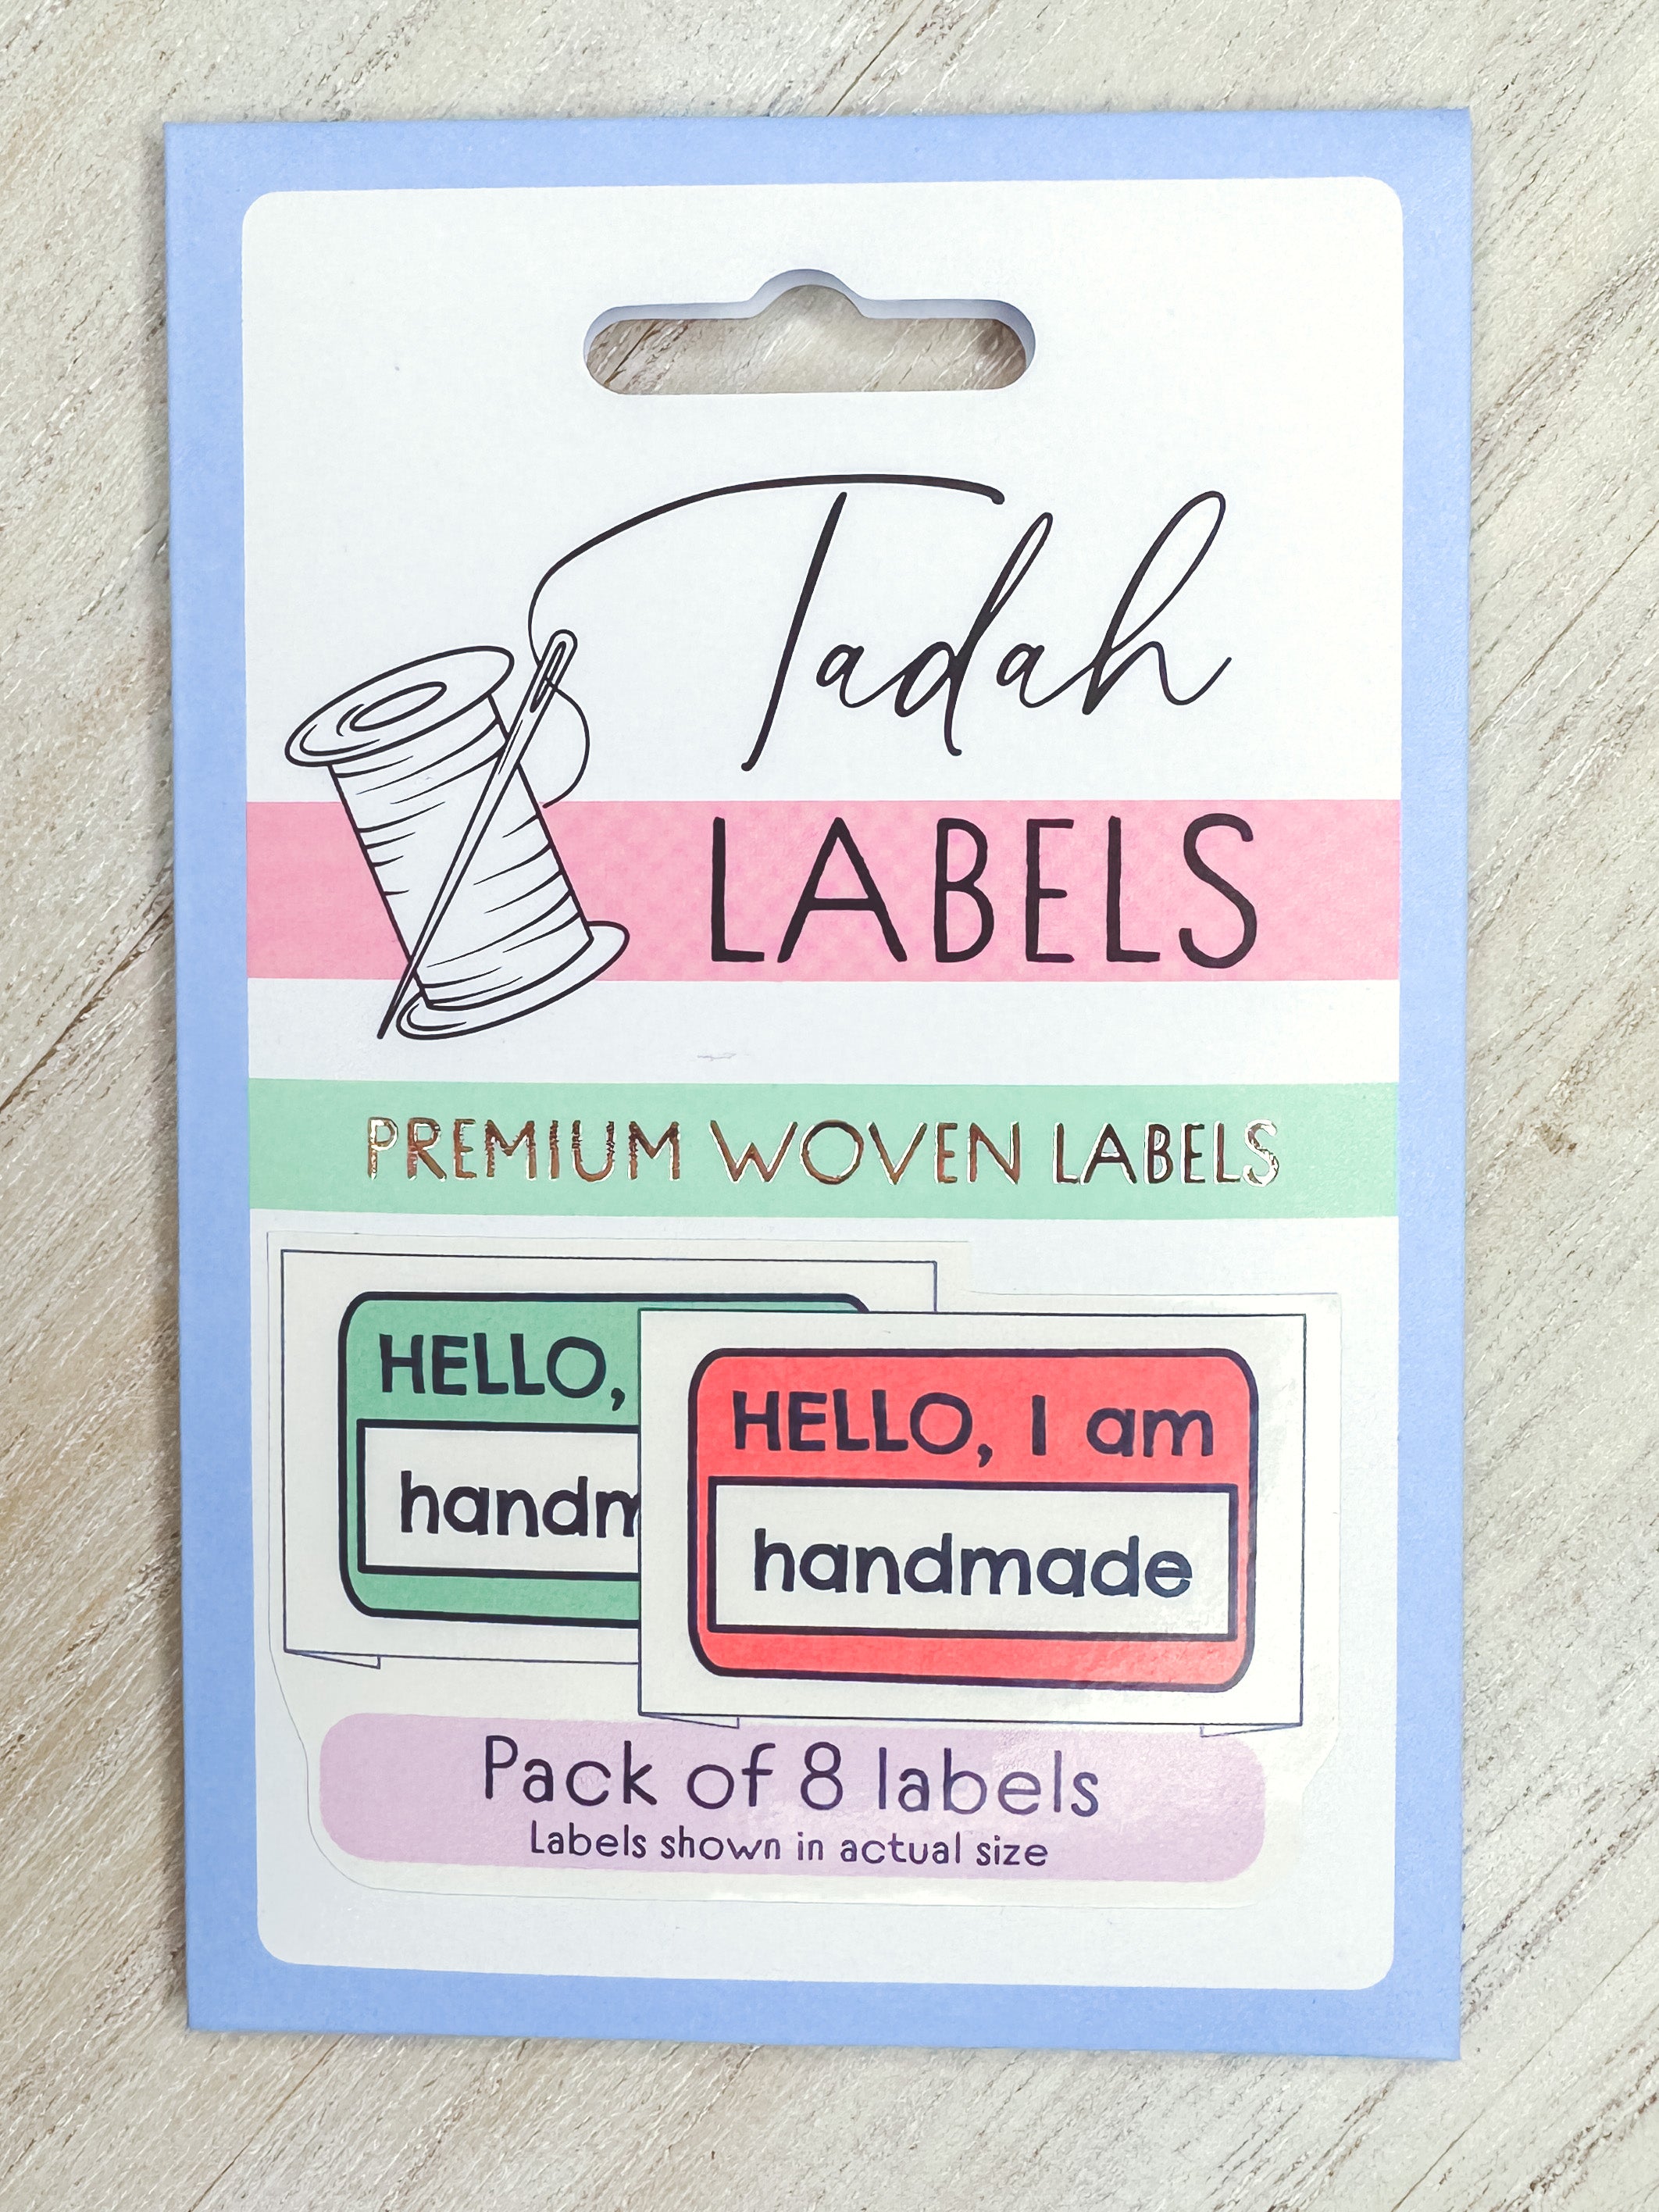 Tadah
LABELS
PREMIUM WOVEN LABELS
HELLO,
handm
HELLO, I am
handmade
Pack of 8 labels
Labels shown in actual size